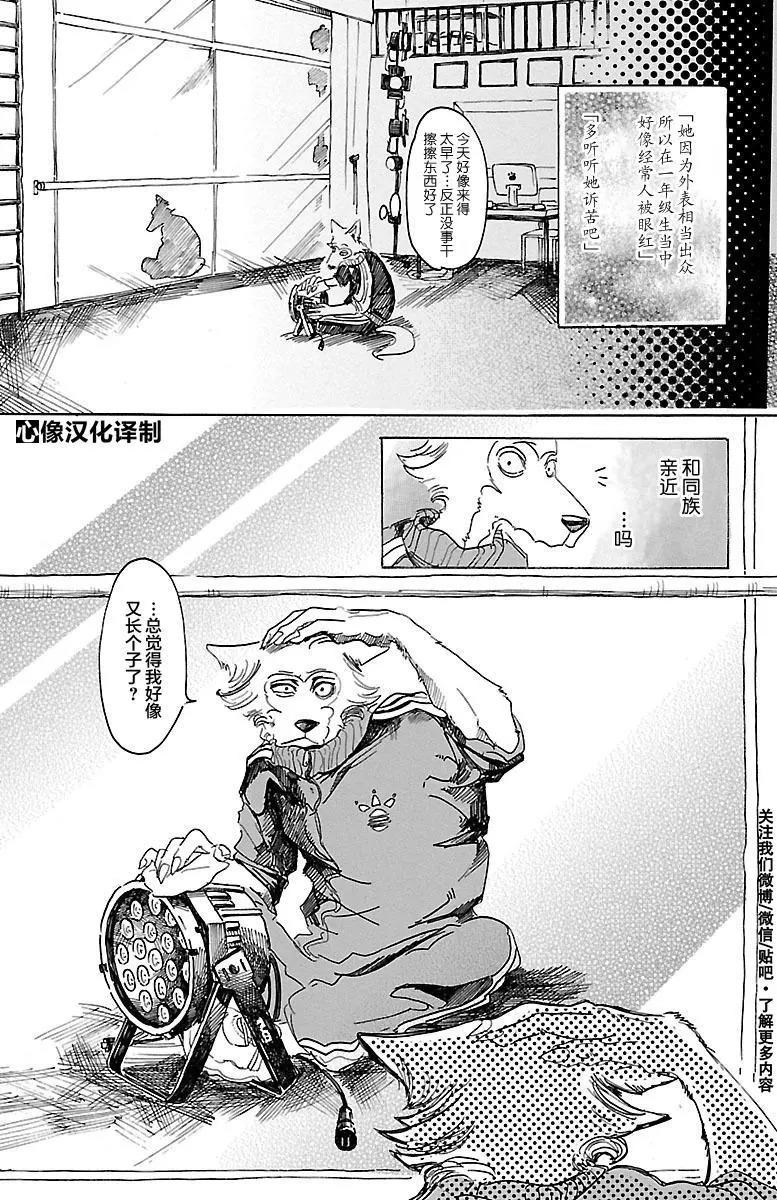 「她因为外表相当出众
所以在一年级生当中
好像经常人被眼红」
「多听听她诉苦吧」
今天好像来得
太早了…反正没事干
擦擦东西好了
心像汉化译制
和同族
亲近
…吗
…总觉得我好像
又长个子了？
关注我们微博/微信/贴吧·了解更多内容